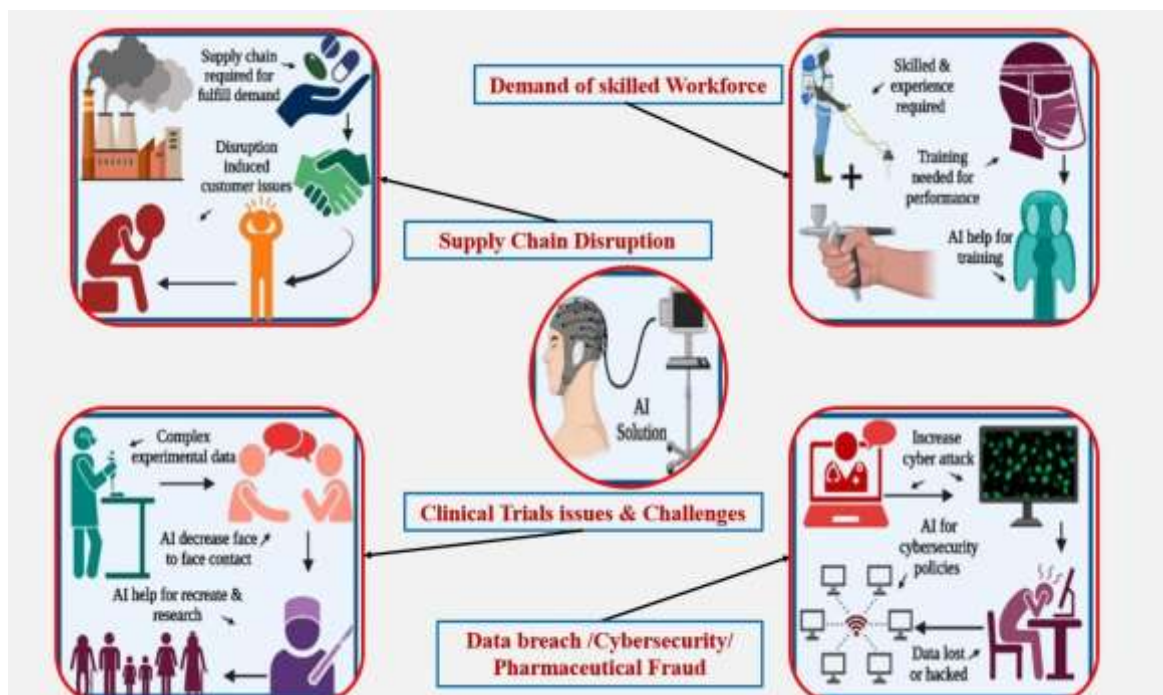 Supply chain
required for
fulfill demand
Disruption
induced
customer issues
Demand of skilled Workforce
Skilled &
experience
required
Training
needed for
performance
AI help for
training
Supply Chain Disruption
AI
Solution
Complex
experimental data
AI decrease face
to face contact
AI help for recreate &
research
Clinical Trials issues & Challenges
Data breach /Cybersecurity/
Pharmaceutical Fraud
Increase
cyber attack
AI for
cybersecurity
policies
Data lost
or hacked